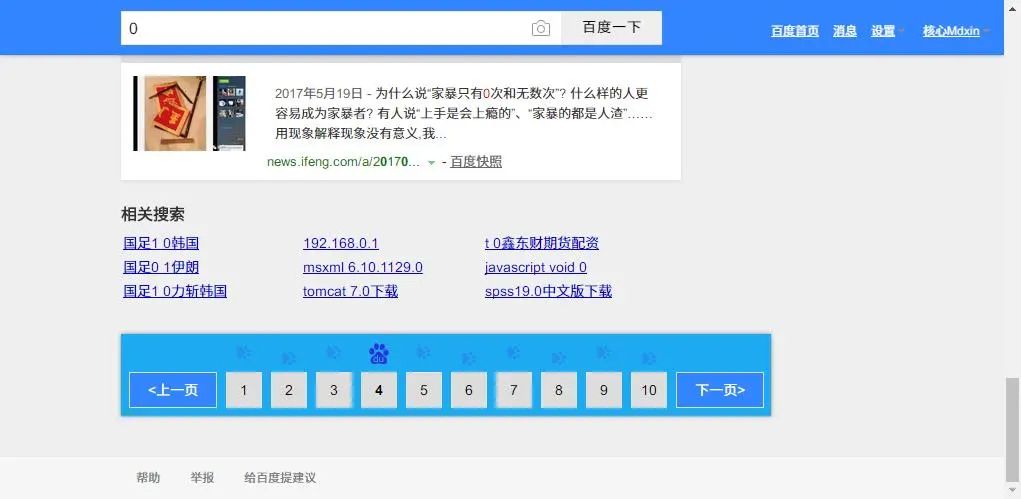 0 百度一下 百度首页 消息 设置 核心Mdxin
2017年5月19日 - 为什么说“家暴只有0次和无数次”? 什么样的人更
容易成为家暴者? 有人说“上手是会上瘾的”、“家暴的都是人渣”……
用现象解释现象没有意义,我...
news.ifeng.com/a/20170... - 百度快照
相关搜索
国足1 0韩国 192.168.0.1 t 0鑫东财期货配资
国足0 1伊朗 msxml 6.10.1129.0 javascript void 0
国足1 0力斩韩国 tomcat 7.0下载 spss19.0中文版下载
du
<上一页 1 2 3 4 5 6 7 8 9 10 下一页>
帮助 举报 给百度提建议